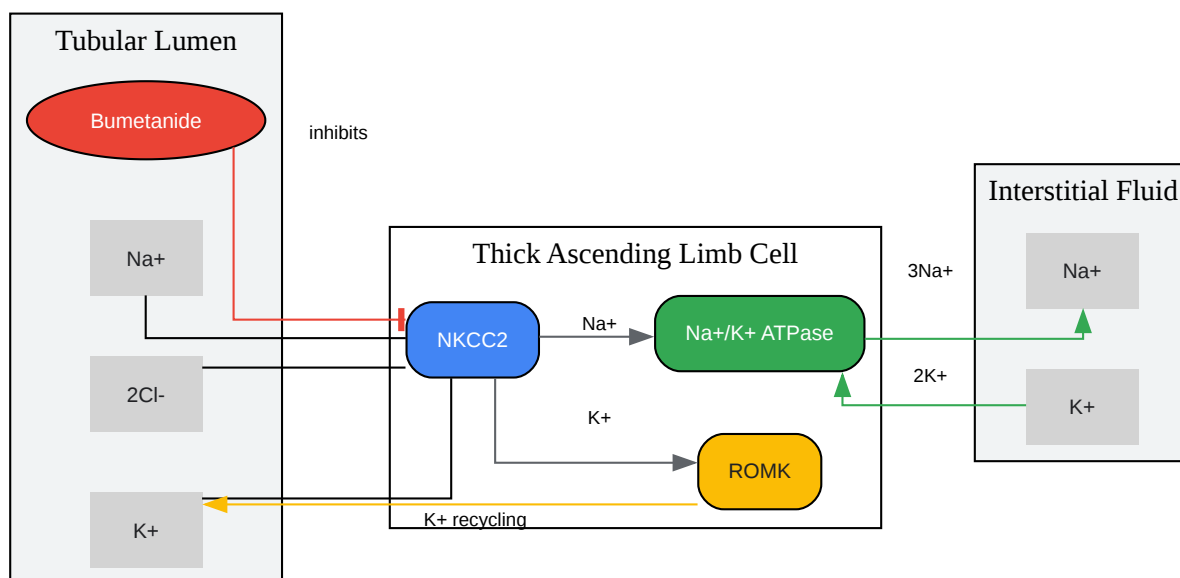 Tubular Lumen
Bumetanide
inhibits
Interstitial Fluid
Thick Ascending Limb Cell
Na+
3Na+
Na+
NKCC2
Na+
Na+/K+ ATPase
2Cl-
2K+
K+
K+
ROMK
K+
K+ recycling